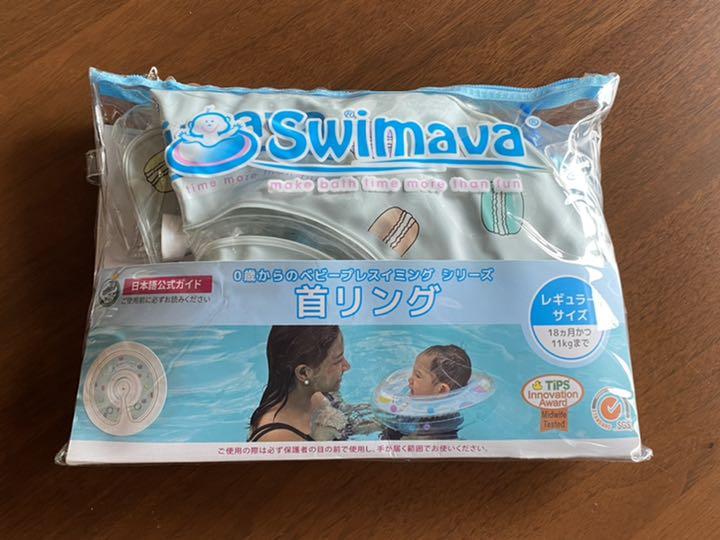 Swimava®
make bath time more than fun
0歳からのベビープレスイミング シリーズ
首リング
日本語公式ガイド
ご使用前に必ずお読みください
レギュラー
サイズ
18ヵ月かつ
11kgまで
TiPS
Innovation
Award
Midwife
Tested
SGS
ご使用の際は必ず保護者の目の前で使用し、手が届く範囲でお使いください。